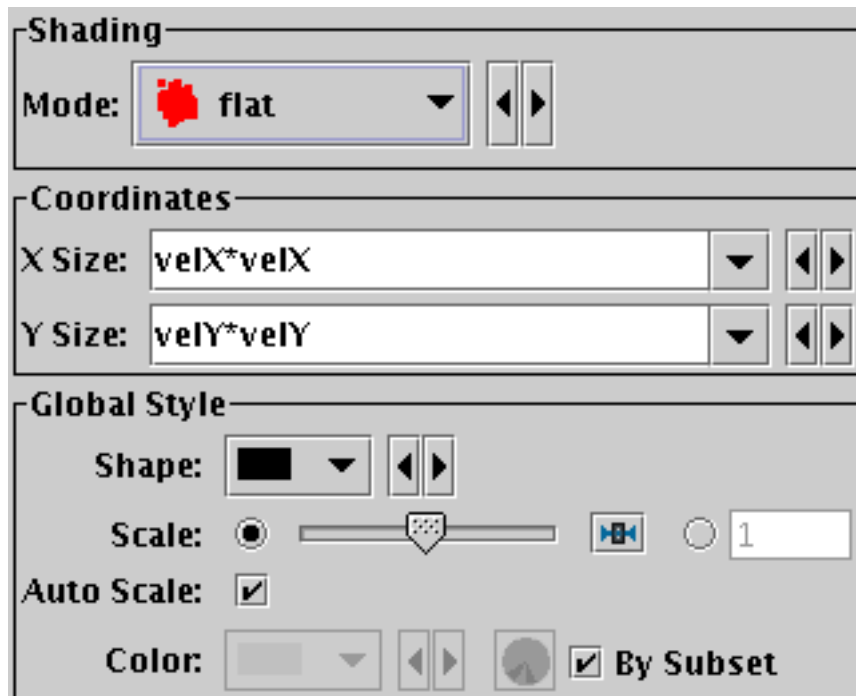 Shading
Mode: flat
Coordinates
X Size: velX*velX
Y Size: velY*velY
Global Style
Shape:
Scale: 1
Auto Scale:
Color: By Subset